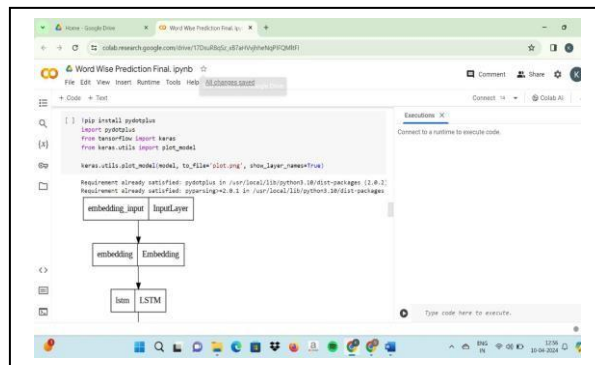 Home - Google Drive
Word Wise Prediction Final.ip
colab.research.google.com/drive/
Word Wise Prediction Final.ipynb
File Edit View Insert Runtime Tools Help All changes saved
Comment Share K
+ Code + Text
Connect Colab AI
[ ] !pip install pydotplus
import pydotplus
from tensorflow import keras
from keras.utils import plot_model
keras.utils.plot_model(model, to_file='plot.png', show_layer_names=True)
Requirement already satisfied: pydotplus in /usr/local/lib/python3.10/dist-packages (2.0.2)
Requirement already satisfied: pyparsing>=2.0.1 in /usr/local/lib/python3.10/dist-packages
embedding_input InputLayer
embedding Embedding
lstm LSTM
Executions X
Connect to a runtime to execute code.
Type code here to execute.
ENG
IN
12:56
10-04-2024